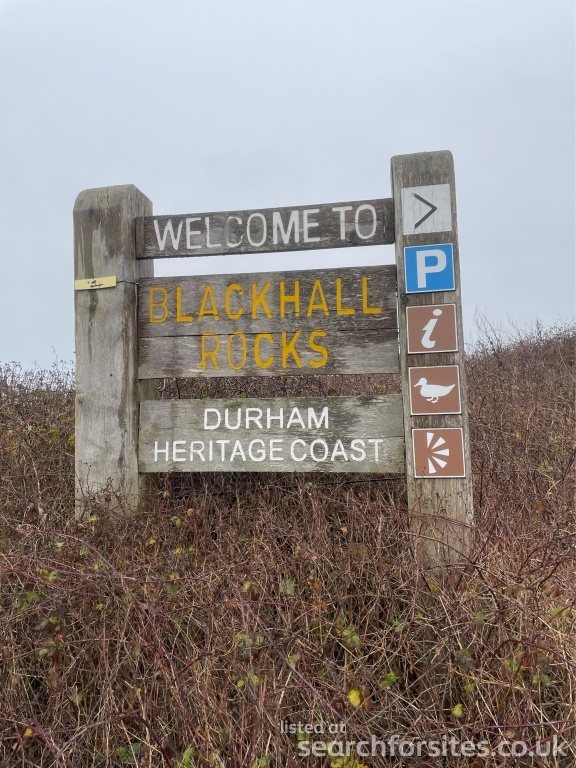 WELCOME TO
BLACKHALL
ROCKS
DURHAM
HERITAGE COAST
>
P
i
listed at
searchforsites.co.uk